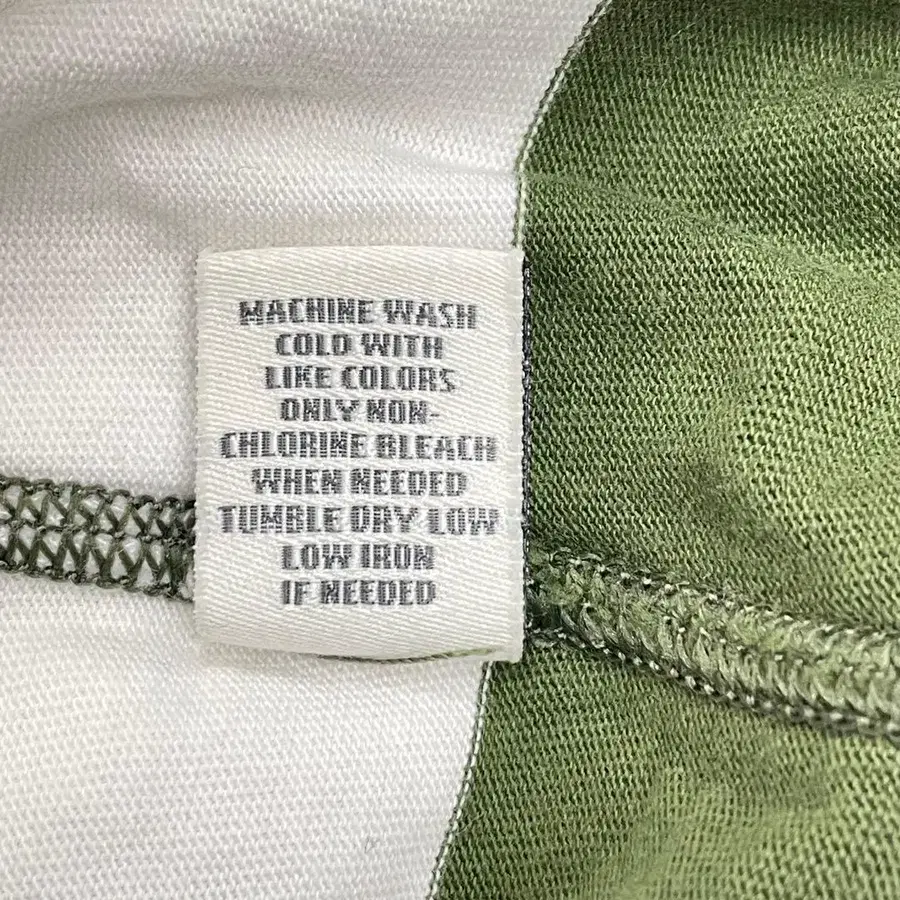 MACHINE WASH
COLD WITH
LIKE COLORS
ONLY NON-
CHLORINE BLEACH
WHEN NEEDED
TUMBLE DRY LOW
LOW IRON
IF NEEDED